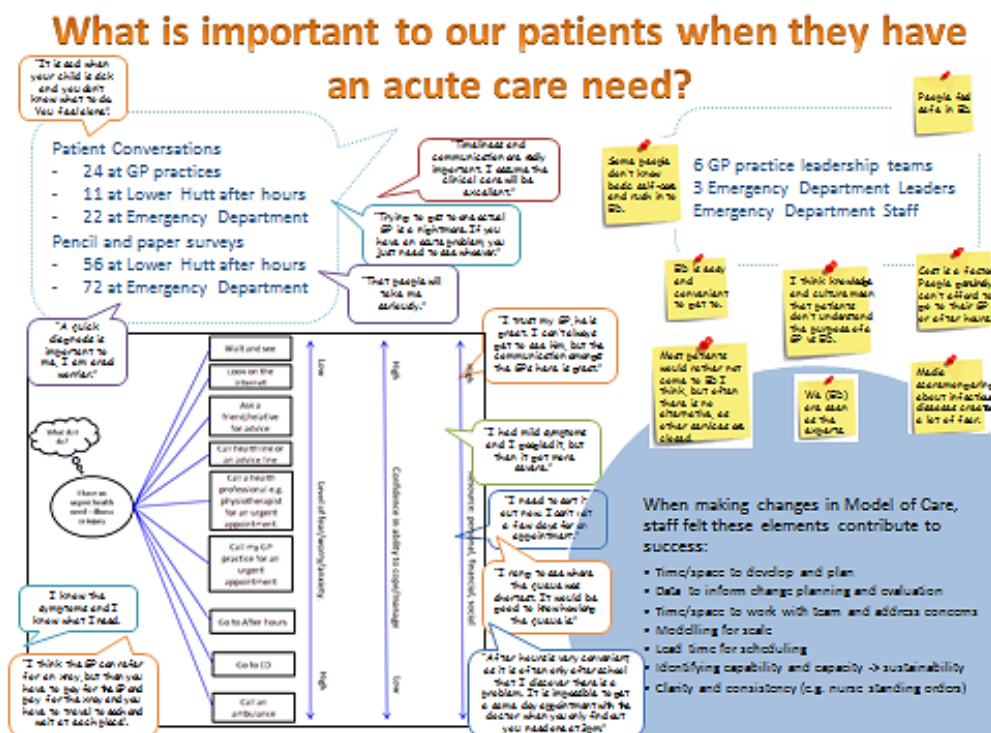 What is important to our patients when they have
an acute care need?
"It is sad when
your child is sick
and you don't
know what to do.
You feel alone".
Patient Conversations
- 24 at GP practices
- 11 at Lower Hutt after hours
- 22 at Emergency Department
Pencil and paper surveys
- 56 at Lower Hutt after hours
- 72 at Emergency Department
"Timeliness and
communication are really
important. I assume the
clinical care will be
excellent."
"Trying to get to one actual
GP is a nightmare. If you
have an acute problem, you
just need to see whoever."
"That people will
take me
seriously."
"A quick
diagnosis is
important to
me, I am a
worrier."
People feel
safe in ED.
Some people
don't know
basic self-care
and rush in to
ED.
6 GP practice leadership teams
3 Emergency Department Leaders
Emergency Department Staff
ED is easy
and
convenient
to get to.
I think knowledge
and culture mean
that patients
don't understand
the purpose of a
GP vs ED.
Cost is a factor.
People
can't afford to
go to their GP
or after hours.
Most patients
would rather not
come to ED I
think, but often
there is no
alternative, as
other services are
closed.
We (ED)
are seen
as the
experts.
Media
scaremongering
about infectious
disease creates
a lot of fear.
"I trust my GP, he is
great. I can't always
get to see him, but the
communication amongst
the GPs here is great."
"I had mild symptoms
and I googled it, but
then it got more
severe."
"I need to sort it
out now. I can't wait
a few days for an
appointment."
"I rang to see where
the queue was
shortest. It would be
good to know how long
the queue is"
"After hours is very convenient
as it is often only after school
that I discover there is a
problem. It is impossible to get
a same day appointment with the
doctor when you only find out
you need one at 3pm"
What do I
do?
I have an
urgent health
need - illness
or injury
Wait and see
Look on the
internet
Ask a
friend/relative
for advice
Call healthline or
an advice line
Call a health
professional e.g.
physiotherapist
for an urgent
appointment
Call my GP
practice for an
urgent
appointment
Go to After hours
Go to ED
Call an
ambulance
Low
Level of fear/worry/anxiety
High
High
Confidence in ability to cope/manage
Low
High
Resource: personal, financial, social
I know the
symptoms and I
know what I need.
"I think the GP can refer
for an xray, but then you
have to pay for the GP and
pay for the xray and you
have to travel to each and
wait at each place".
When making changes in Model of Care,
staff felt these elements contribute to
success:
• Time/space to develop and plan
• Data to inform change planning and evaluation
• Time/space to work with team and address concerns
• Modelling for scale
• Lead time for scheduling
• Identifying capability and capacity -> sustainability
• Clarity and consistency (e.g. nurse standing orders)